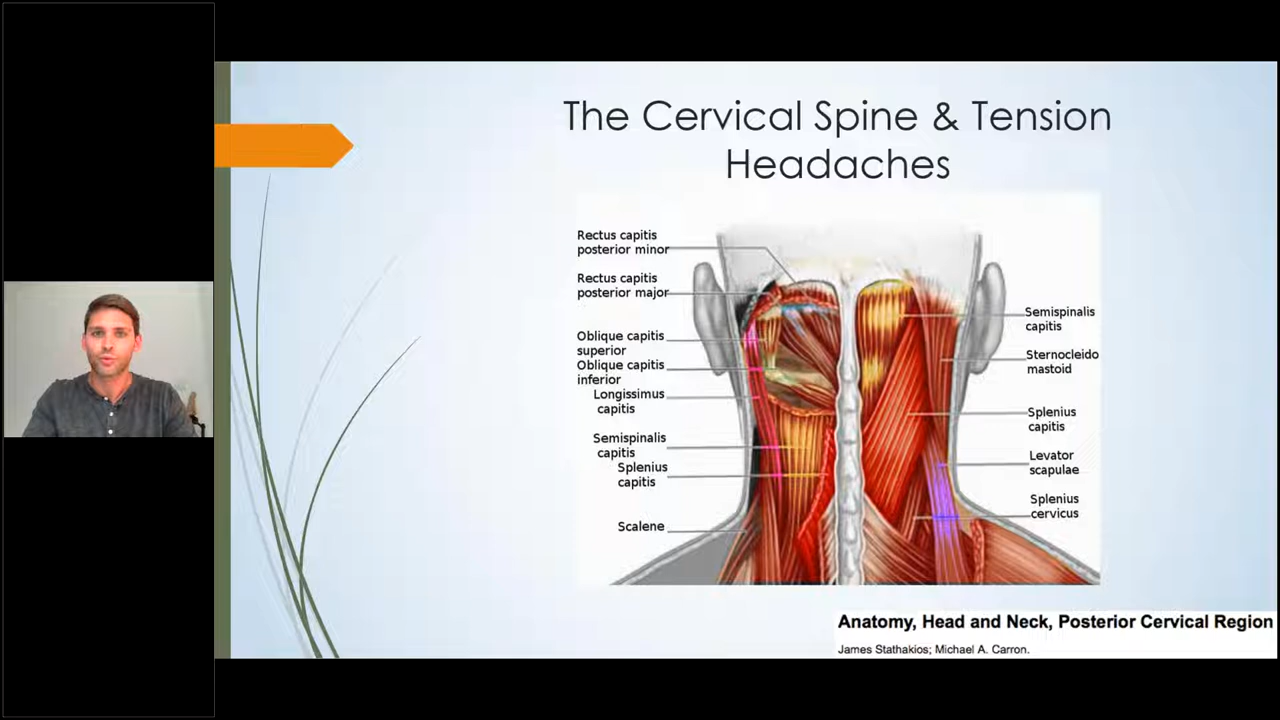 The Cervical Spine & Tension
Headaches
Rectus capitis
posterior minor
Rectus capitis
posterior major
Oblique capitis
superior
Oblique capitis
inferior
Longissimus
capitis
Semispinalis
capitis
Splenius
capitis
Scalene
Semispinalis
capitis
Sternocleido
mastoid
Splenius
capitis
Levator
scapulae
Splenius
cervicus
Anatomy, Head and Neck, Posterior Cervical Region
James Stathakios; Michael A. Carron.